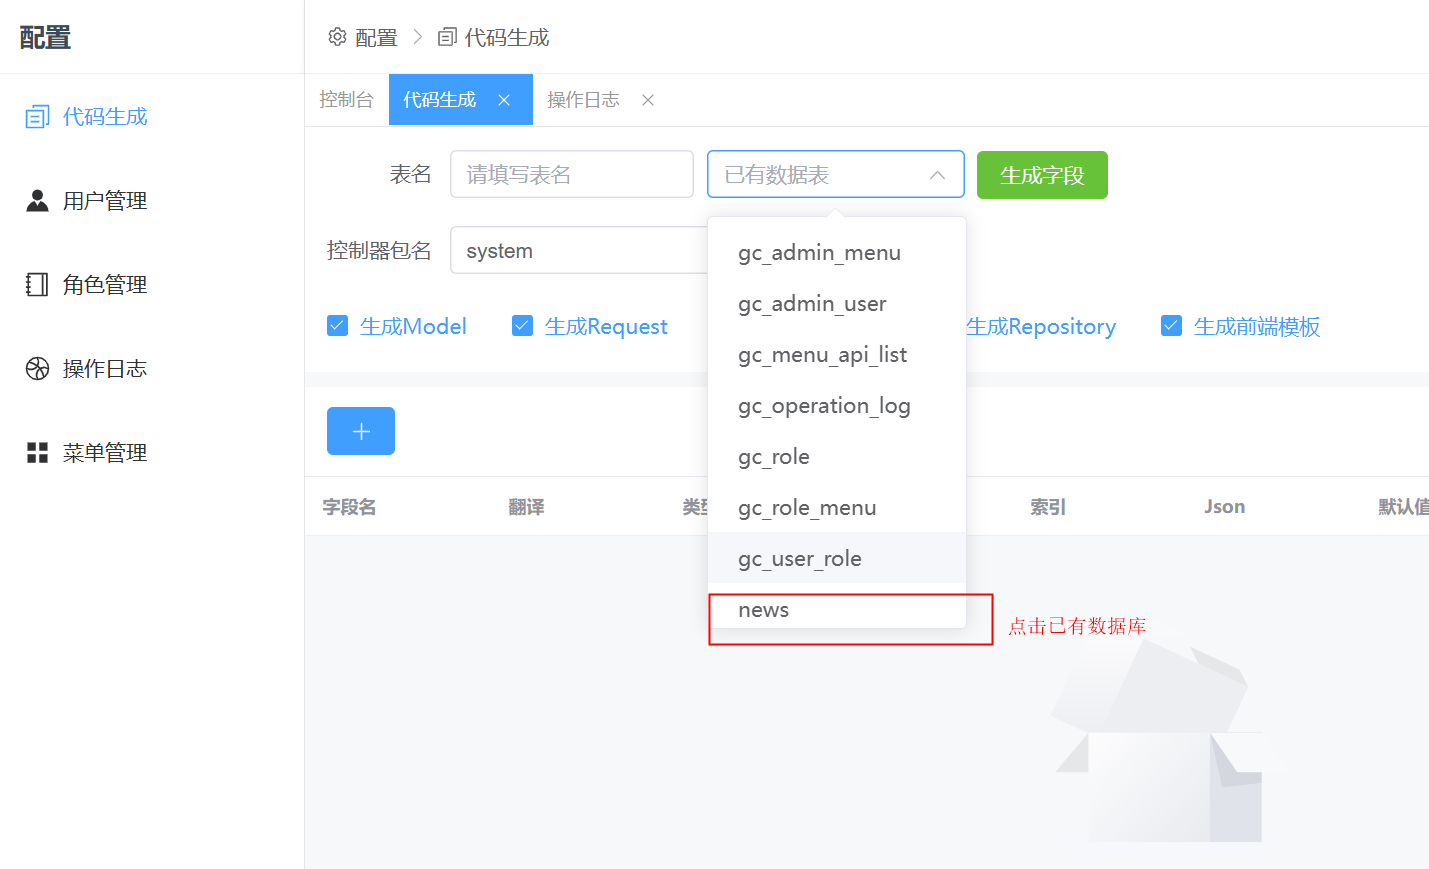 配置
配置 > 代码生成
控制台 代码生成 × 操作日志 ×
代码生成
用户管理
角色管理
操作日志
菜单管理
表名 请填写表名 已有数据表 生成字段
控制器包名 system
生成Model 生成Request 生成Repository 生成前端模板
gc_admin_menu
gc_admin_user
gc_menu_api_list
gc_operation_log
gc_role
gc_role_menu
gc_user_role
news
点击已有数据库
+
字段名 翻译 类型 索引 Json 默认值